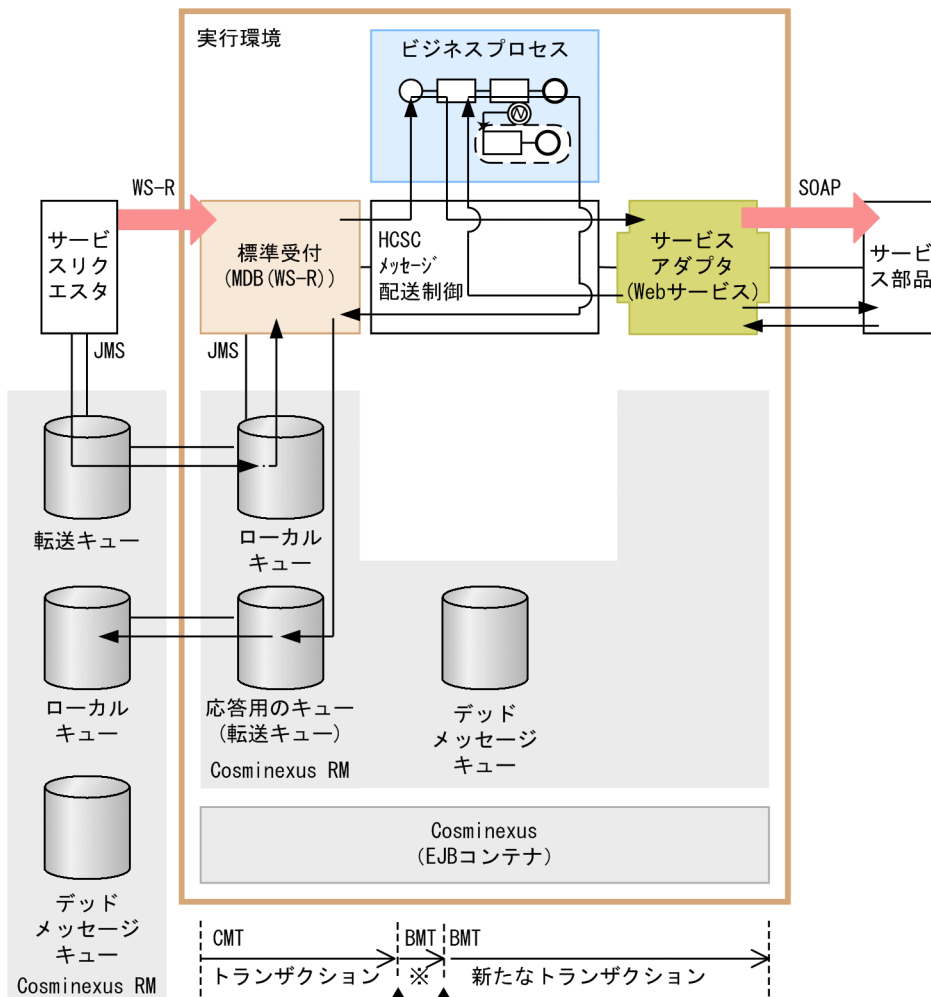 実行環境
ビジネスプロセス
WS-R
SOAP
サービ
スリク
エスタ
標準受付
(MDB(WS-R))
HCSC
メッセージ
配送制御
サービス
アダプタ
(Webサービス)
サービ
ス部品
JMS
JMS
転送キュー
ローカル
キュー
ローカル
キュー
応答用のキュー
(転送キュー)
デッド
メッセージ
キュー
Cosminexus RM
Cosminexus
(EJBコンテナ)
デッド
メッセージ
キュー
Cosminexus RM
CMT
トランザクション
BMT
※
BMT
新たなトランザクション